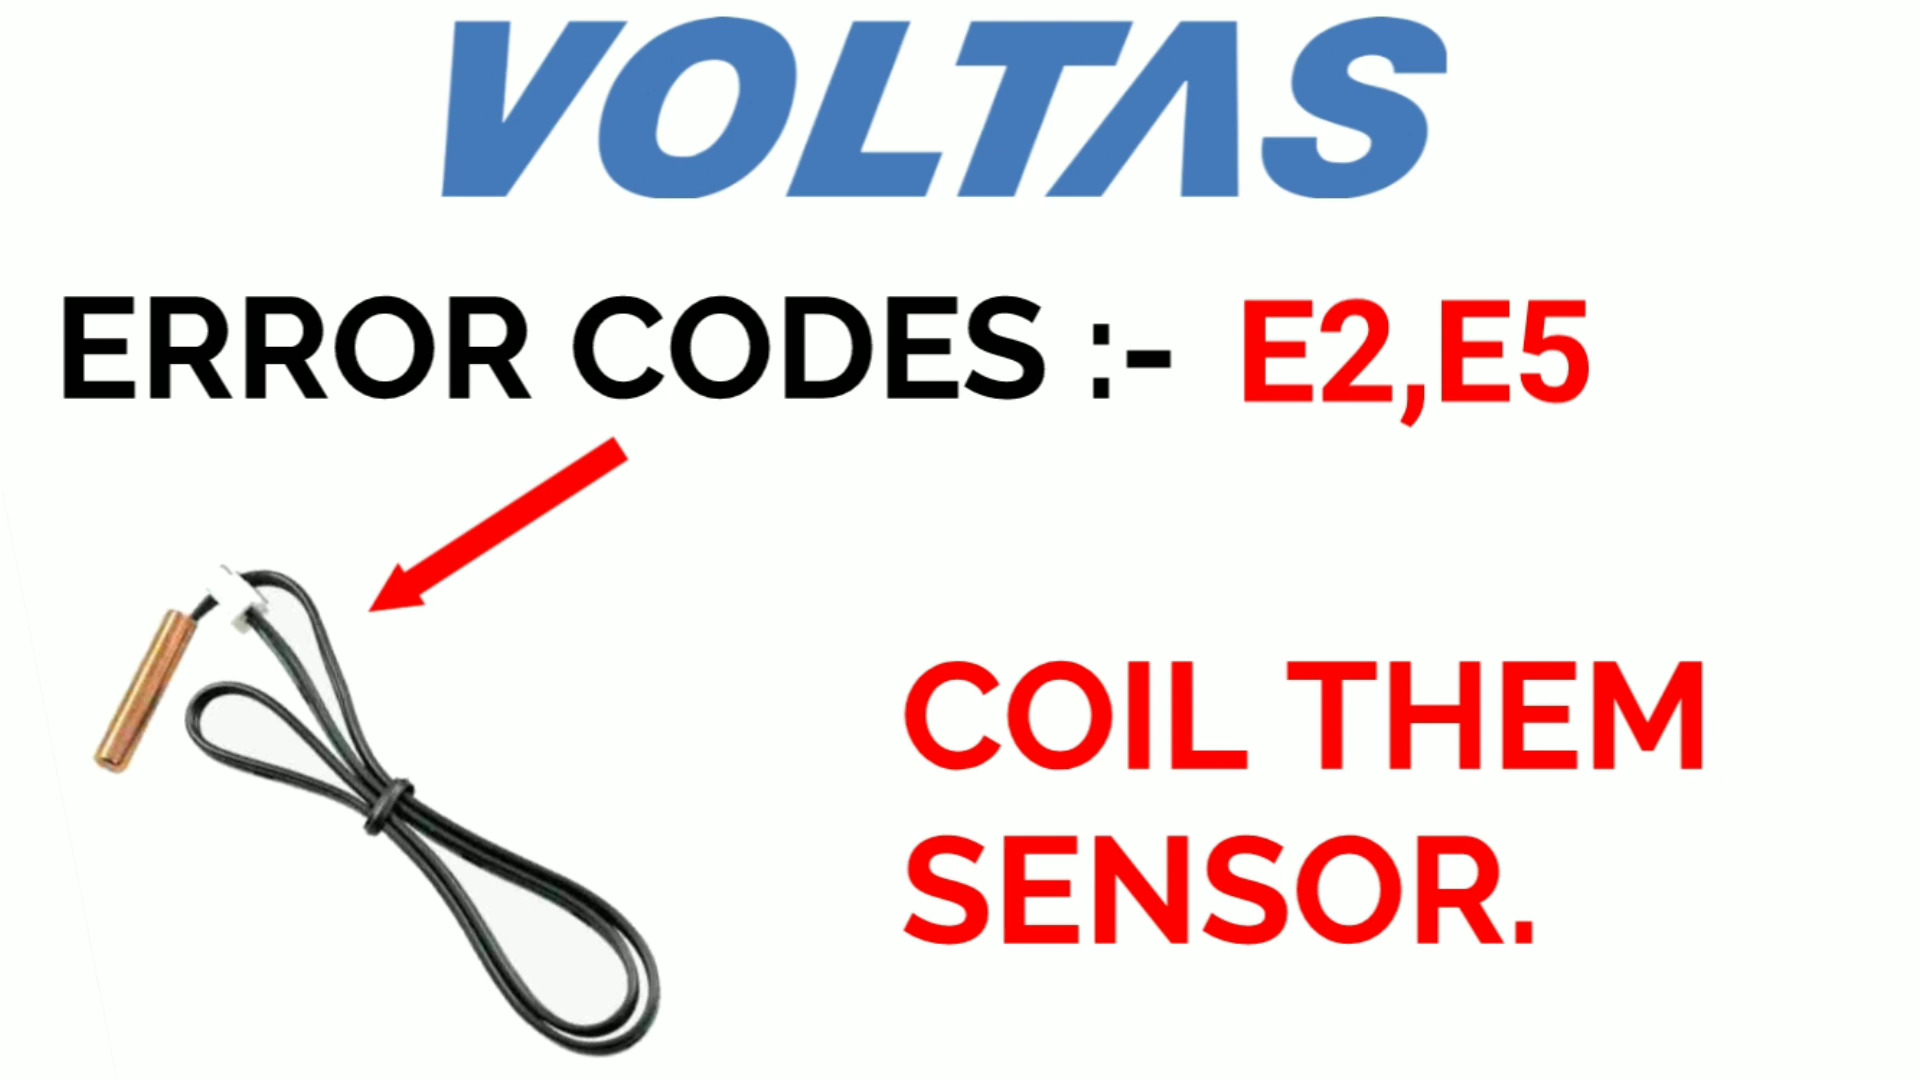 VOLTAS
ERROR CODES :- E2,E5
COIL THEM
SENSOR.